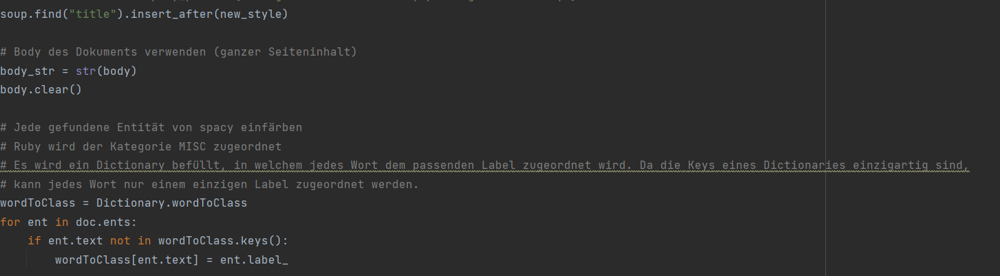 soup.find("title").insert_after(new_style)
# Body des Dokuments verwenden (ganzer Seiteninhalt)
body_str = str(body)
body.clear()
# Jede gefundene Entität von spacy einfärben
# Ruby wird der Kategorie MISC zugeordnet
# Es wird ein Dictionary befüllt, in welchem jedes Wort dem passenden Label zugeordnet wird. Da die Keys eines Dictionaries einzigartig sind,
# kann jedes Wort nur einem einzigen Label zugeordnet werden.
wordToClass = Dictionary.wordToClass
for ent in doc.ents:
    if ent.text not in wordToClass.keys():
        wordToClass[ent.text] = ent.label_